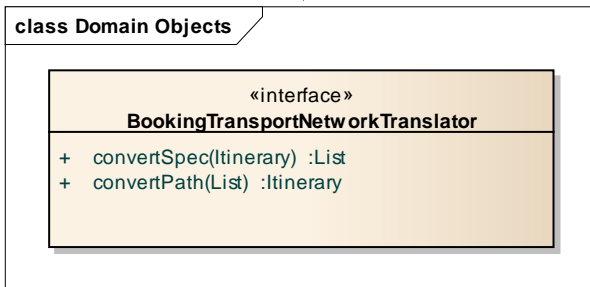 class Domain Objects
«interface»
BookingTransportNetworkTranslator
+ convertSpec(Itinerary) :List
+ convertPath(List) :Itinerary